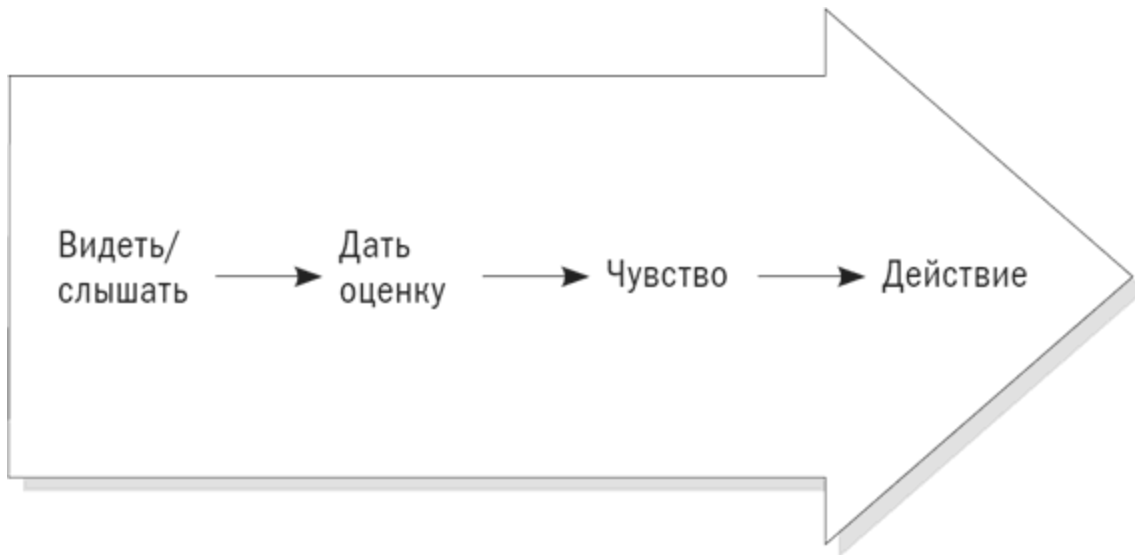 Видеть/
слышать
Дать
оценку
Чувство
Действие